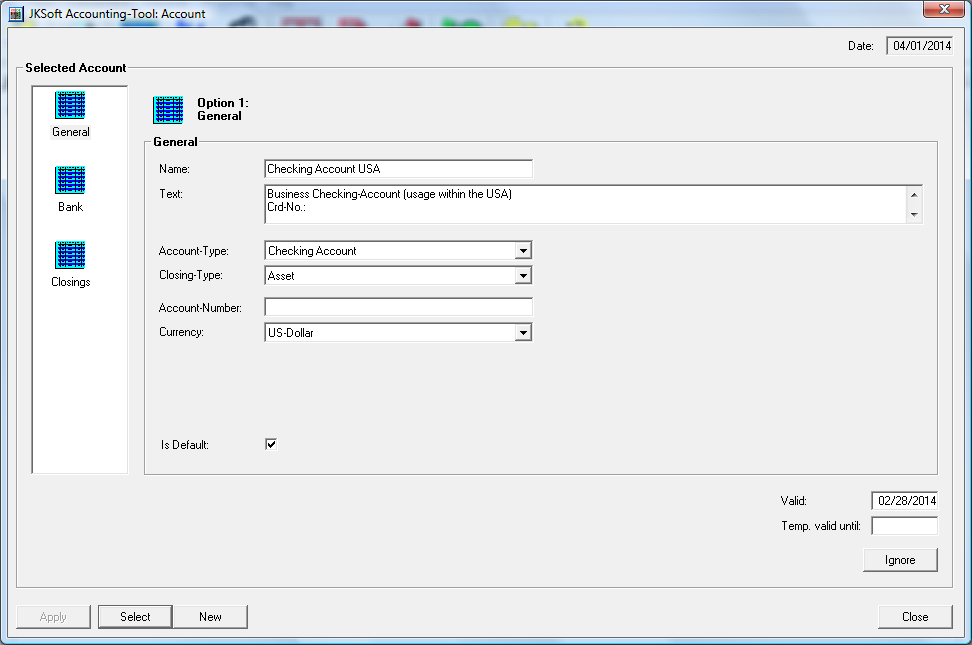 JKSoft Accounting-Tool: Account
Date: 04/01/2014
Selected Account
General
Bank
Closings
Option 1:
General
General
Name: Checking Account USA
Text: Business Checking-Account (usage within the USA)
Crd-No.:
Account-Type: Checking Account
Closing-Type: Asset
Account-Number:
Currency: US-Dollar
Is Default:
Valid: 02/28/2014
Temp. valid until:
Ignore
Apply Select New Close